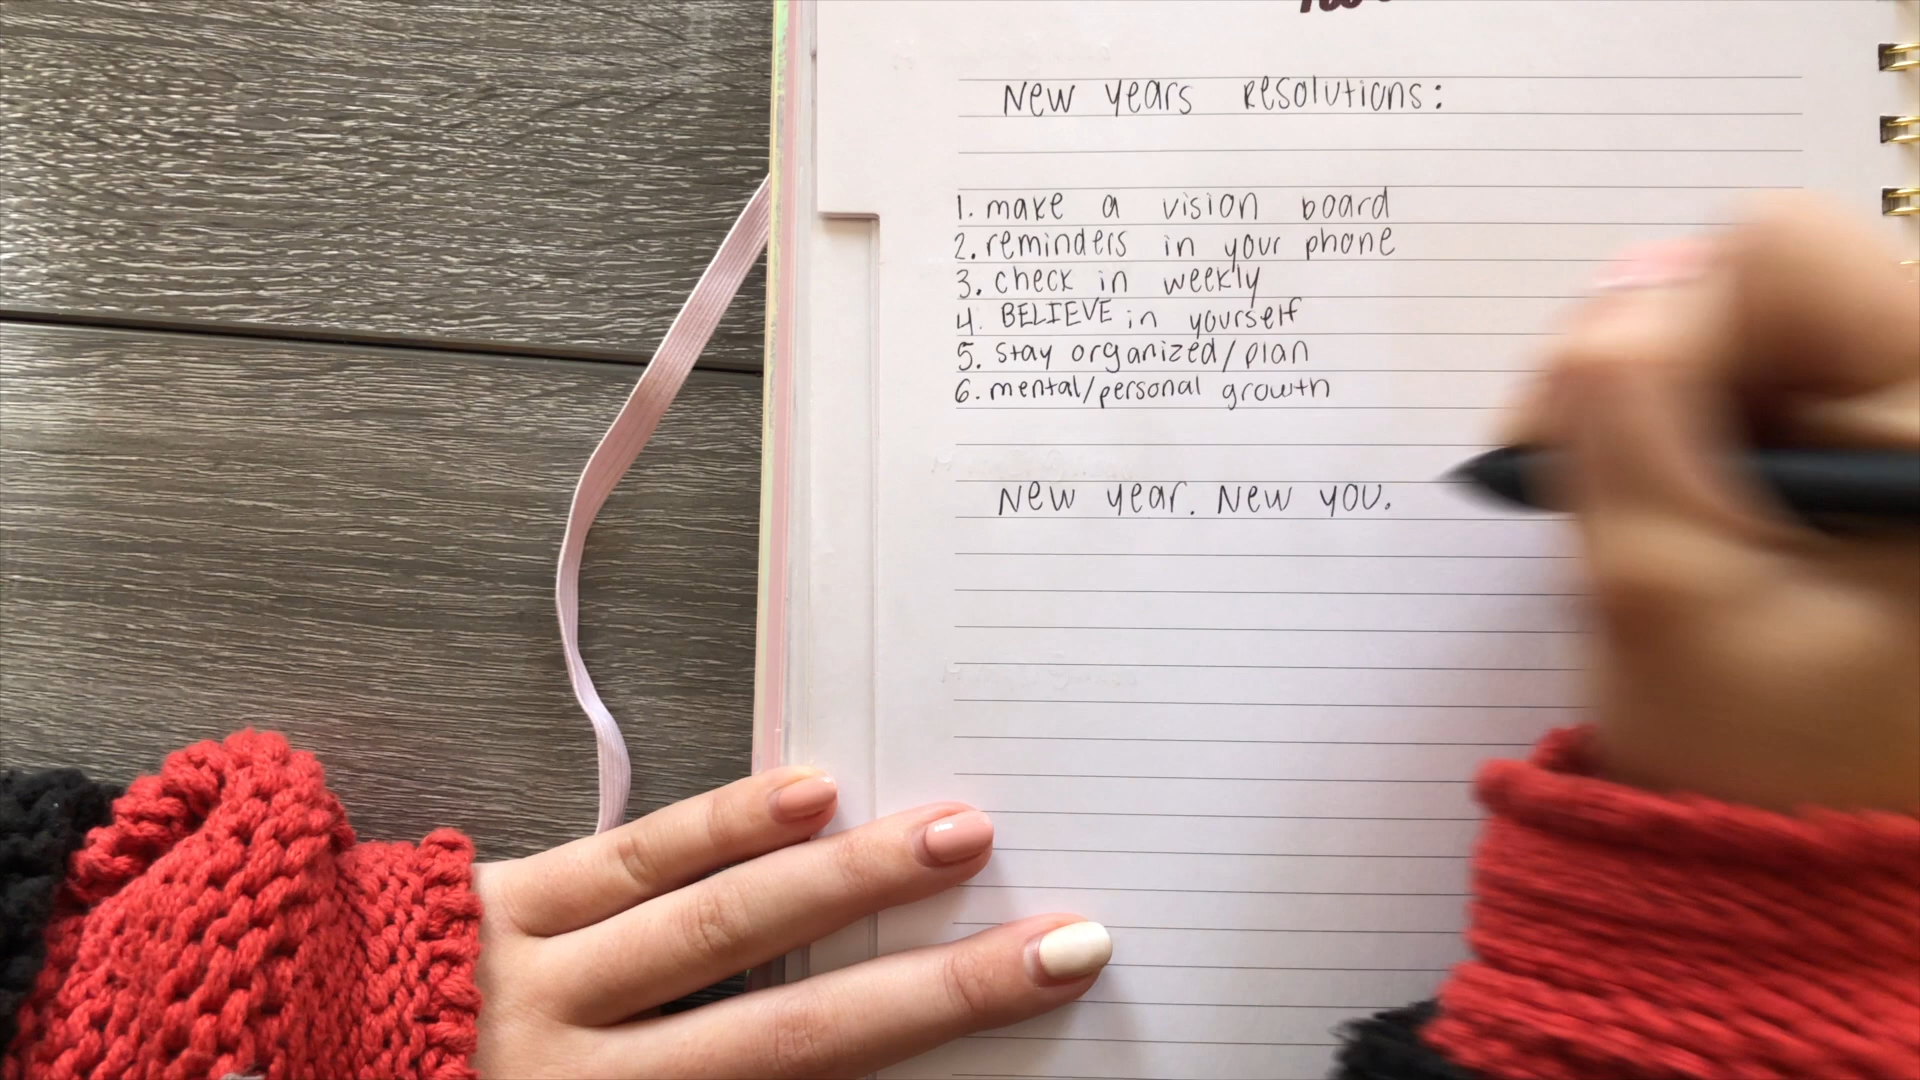 New Years Resolutions:
1. make a vision board
2. reminders in your phone
3. check in weekly
4. BELIEVE in yourself
5. stay organized/plan
6. mental/personal growth
New year. New you.